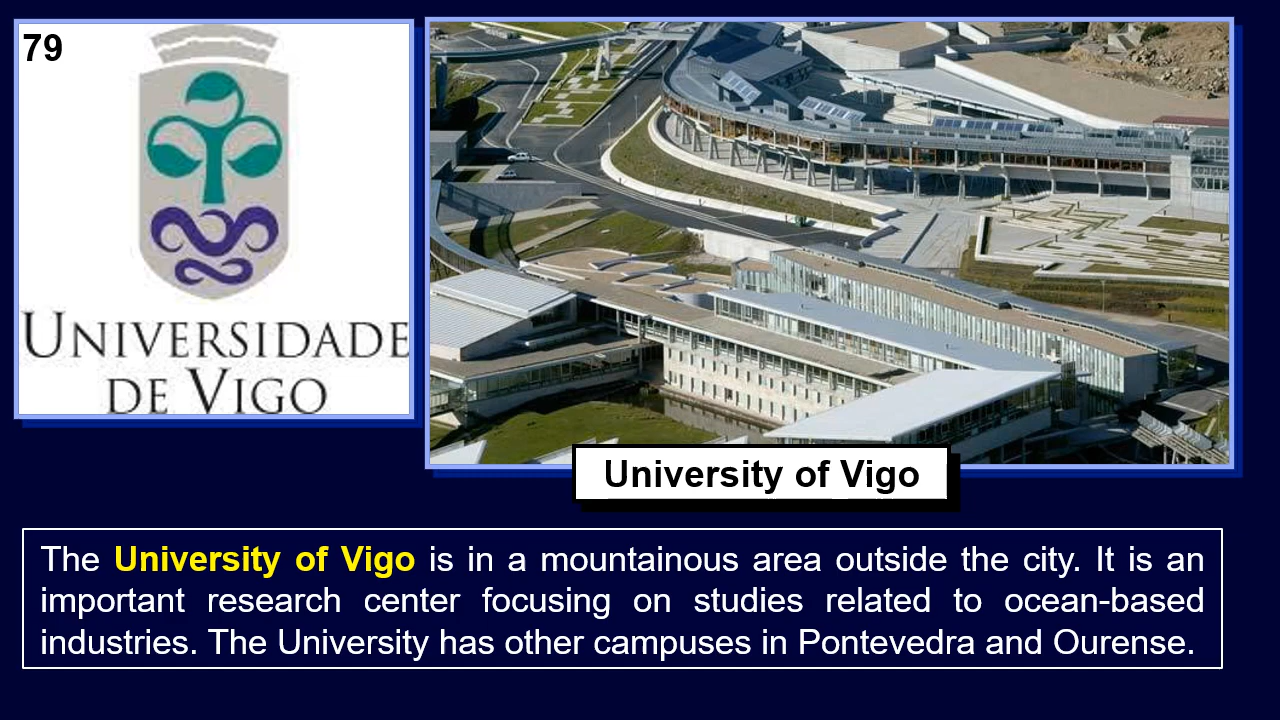 79
UNIVERSIDADE
DE VIGO
University of Vigo
The University of Vigo is in a mountainous area outside the city. It is an
important research center focusing on studies related to ocean-based
industries. The University has other campuses in Pontevedra and Ourense.